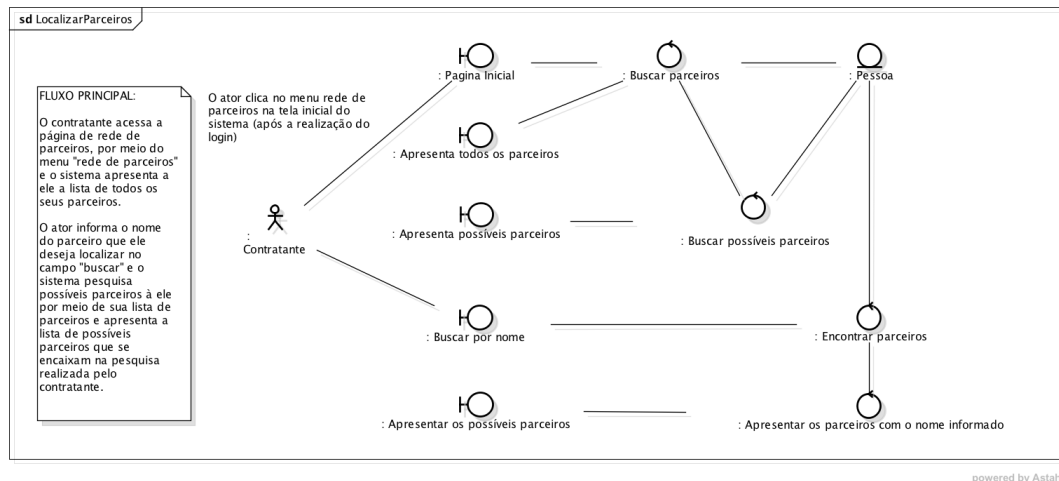 sd LocalizarParceiros
FLUXO PRINCIPAL:
O contratante acessa a
página de rede de
parceiros, por meio do
menu "rede de parceiros"
e o sistema apresenta a
ele a lista de todos os
seus parceiros.
O ator informa o nome
do parceiro que ele
deseja localizar no
campo "buscar" e o
sistema pesquisa
possíveis parceiros à ele
por meio de sua lista de
parceiros e apresenta a
lista de possíveis
parceiros que se
encaixam na pesquisa
realizada pelo
contratante.
O ator clica no menu rede de
parceiros na tela inicial do
sistema (após a realização do
login)
: Pagina Inicial
: Buscar parceiros
: Pessoa
: Apresenta todos os parceiros
:
Contratante
: Apresenta possíveis parceiros
: Buscar possíveis parceiros
: Buscar por nome
: Encontrar parceiros
: Apresentar os possíveis parceiros
: Apresentar os parceiros com o nome informado
powered by Astah